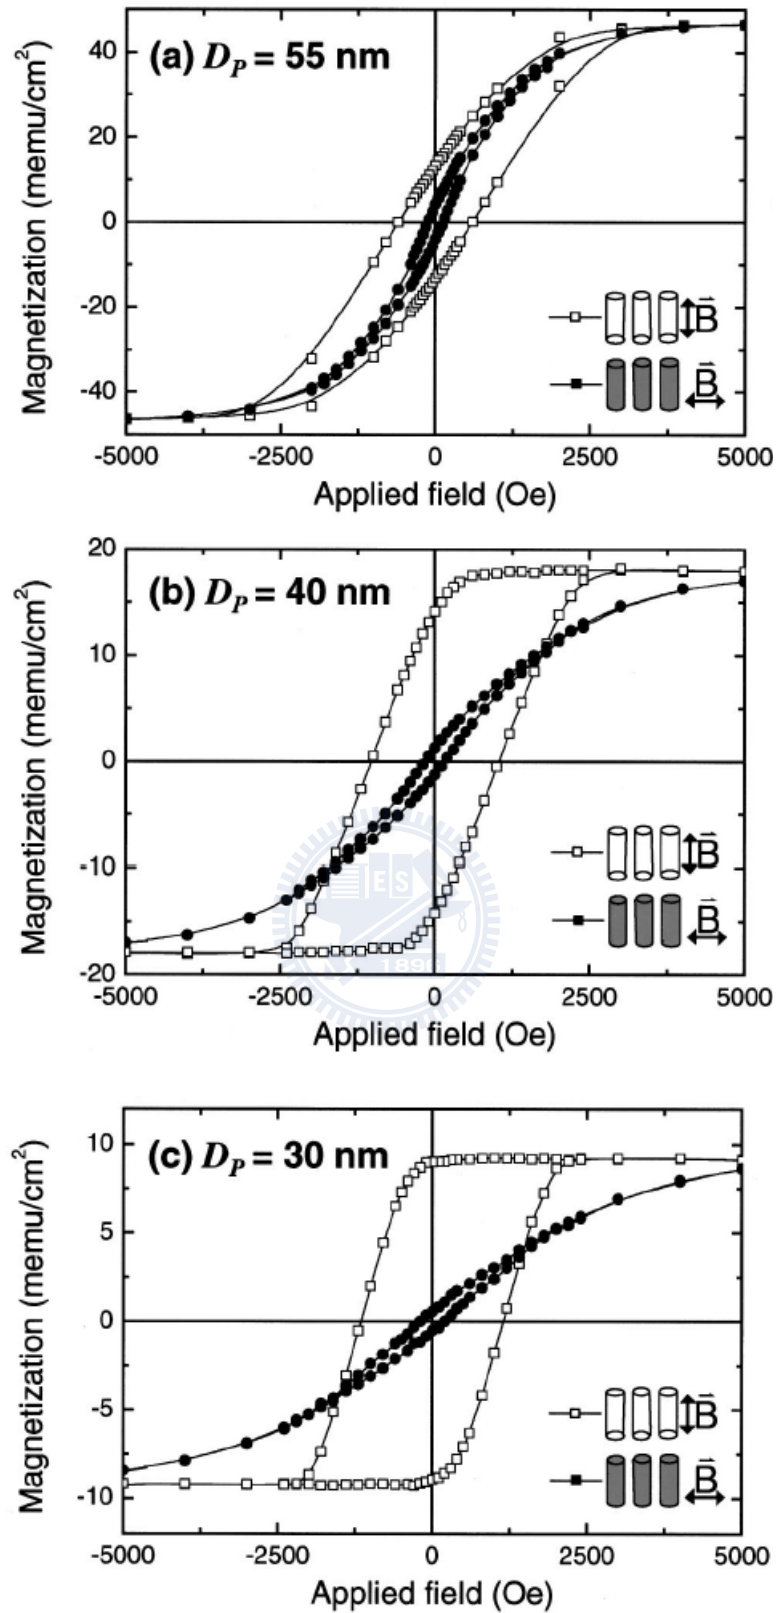 (a) D_P = 55 nm
Magnetization (memu/cm²)
40
20
0
-20
-40
B
B
-5000 -2500 0 2500 5000
Applied field (Oe)
(b) D_P = 40 nm
Magnetization (memu/cm²)
20
10
0
-10
-20
B
B
ES
1896
-5000 -2500 0 2500 5000
Applied field (Oe)
(c) D_P = 30 nm
Magnetization (memu/cm²)
10
5
0
-5
-10
B
B
-5000 -2500 0 2500 5000
Applied field (Oe)